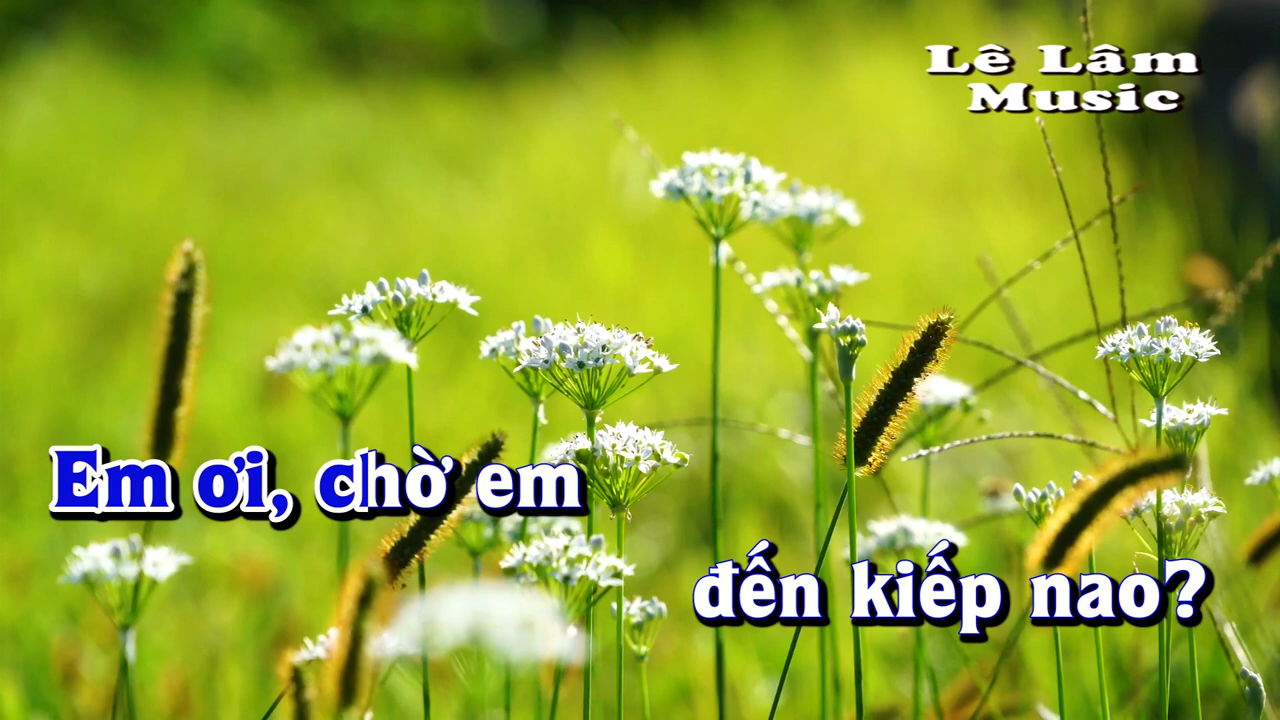 Lê Lâm
Music
Em ơi, chờ em
đến kiếp nao?